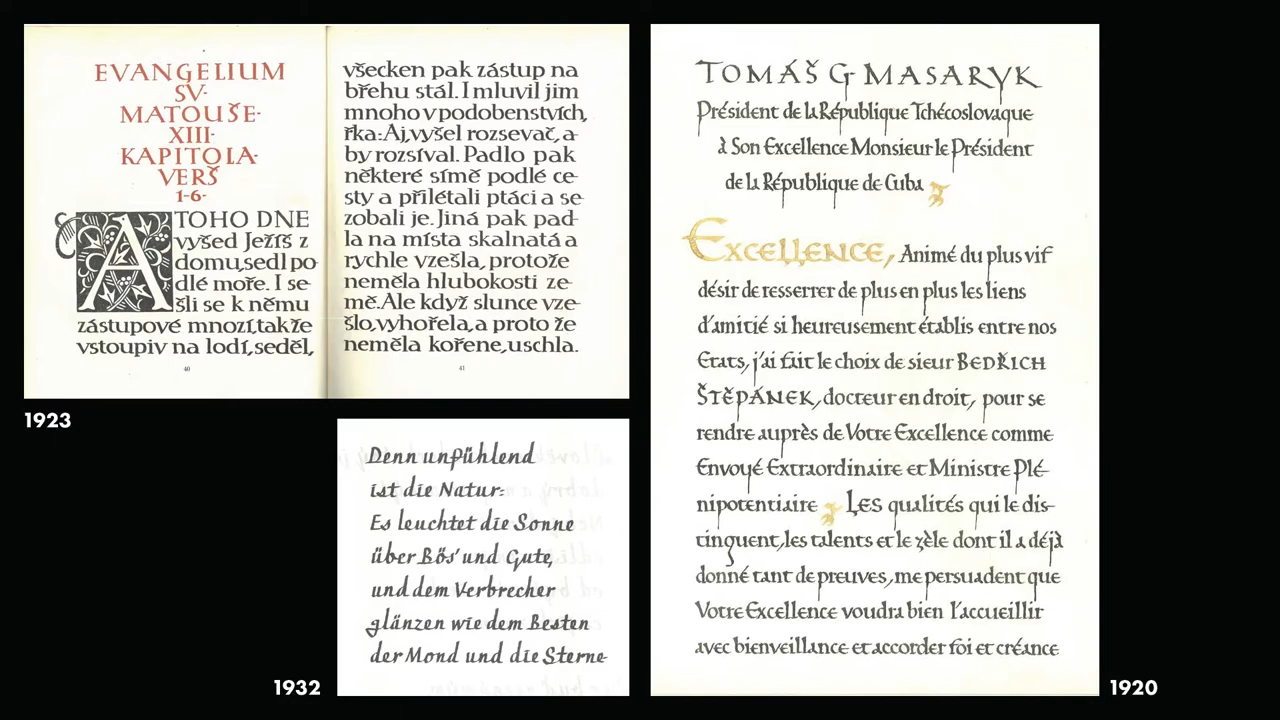 EVANGELIUM
SV·
MATOUŠE·
XIII·
KAPITOLA·
VERŠ
1-6·
A TOHO DNE
vyšed Ježíš z
domu,sedl po-
dlé moře. I se-
šli se k němu
zástupové mnozí,takže
vstoupiv na lodí,seděl,
40
všecken pak zástup na
břehu stál. I mluvil jim
mnoho v podobenstvích,
řka: Aj,vyšel rozsevač, a-
by rozsíval. Padlo pak
některé símě podlé ce-
sty a přilétali ptáci a se-
zobali je. Jiná pak pad-
la na místa skalnatá a
rychle vzešla, protože
neměla hlubokosti ze-
mě. Ale když slunce vze-
šlo,vyhořela, a proto že
neměla kořene,uschla.
41
1923
Denn unfühlend
ist die Natur:
Es leuchtet die Sonne
über Bös' und Gute,
und dem Verbrecher
glänzen wie dem Besten
der Mond und die Sterne
1932
TOMÁŠ G· MASARYK
Président de la République Tchécoslovaque
à Son Excellence Monsieur le Président
de la République de Cuba
EXCELLENCE, Animé du plus vif
désir de resserrer de plus en plus les liens
d'amitié si heureusement établis entre nos
Etats, j'ai fait le choix de sieur BEDŘICH
ŠTĚPÁNEK, docteur en droit, pour se
rendre auprès de Votre Excellence comme
Envoyé Extraordinaire et Ministre Plé-
nipotentiaire LES qualités qui le dis-
tinguent,les talents et le zèle dont il a déjà
donné tant de preuves, me persuadent que
Votre Excellence voudra bien l'accueillir
avec bienveillance et accorder foi et créance
1920